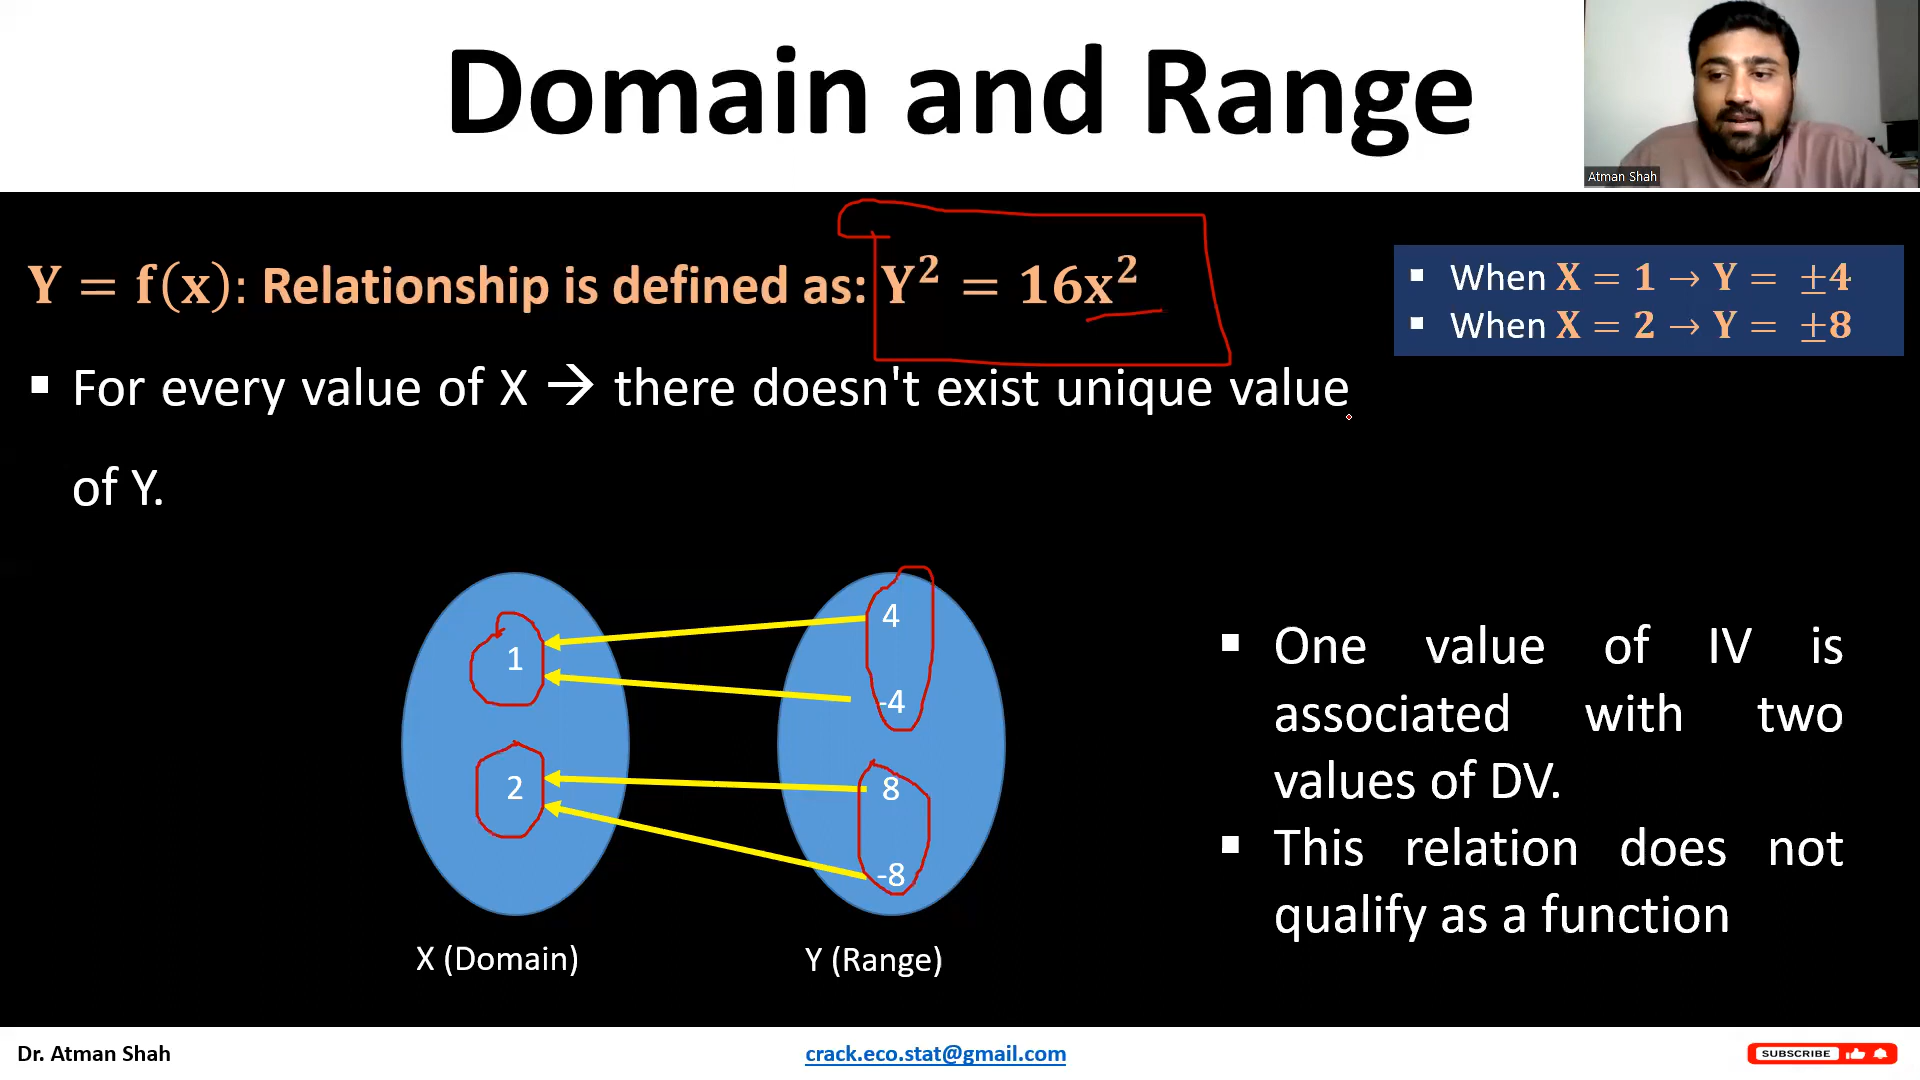 Domain and Range
Atman Shah
Y = f(x): Relationship is defined as: Y² = 16x²
▪ When X = 1 → Y = ±4
▪ When X = 2 → Y = ±8
▪ For every value of X → there doesn't exist unique value
of Y.
4
1
-4
2
8
-8
X (Domain)
Y (Range)
▪ One value of IV is
associated with two
values of DV.
▪ This relation does not
qualify as a function
Dr. Atman Shah
crack.eco.stat@gmail.com
SUBSCRIBE